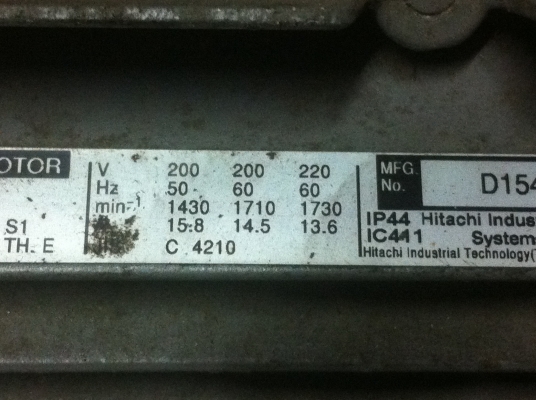 OTOR
S1
TH. E
V 200 200 220
Hz 50 60 60
min-1 1430 1710 1730
15.8 14.5 13.6
C 4210
MFG. No. D154
IP44 Hitachi Indus
IC411 System
Hitachi Industrial Technology(T